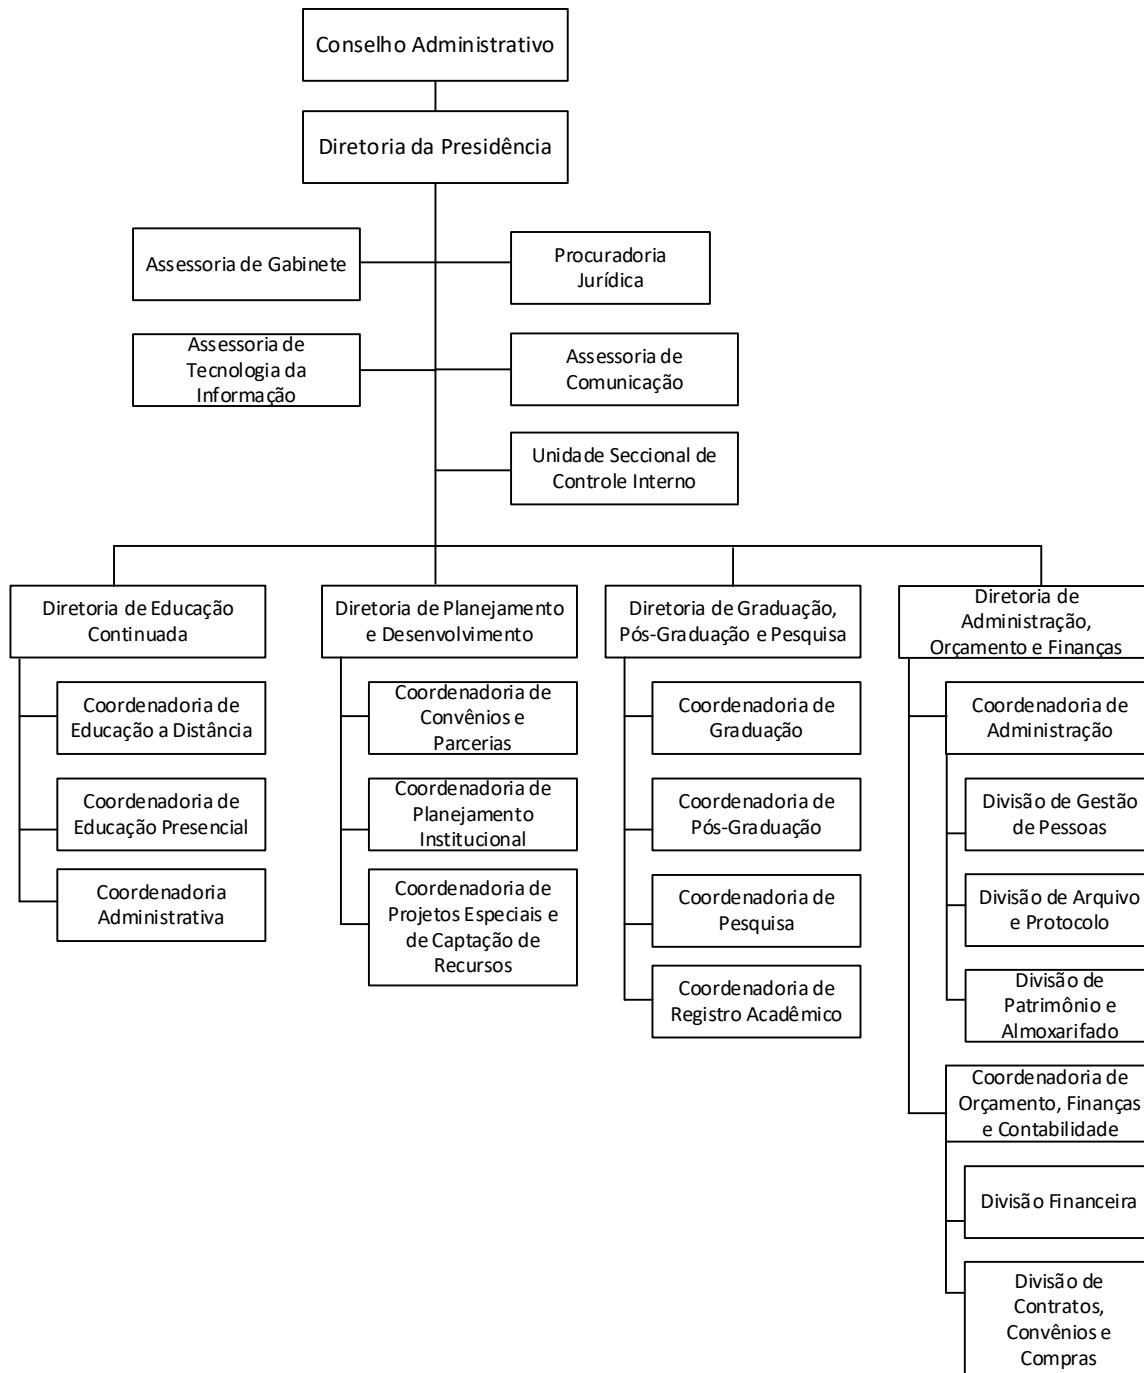 Conselho Administrativo
Diretoria da Presidência
Assessoria de Gabinete
Procuradoria
Jurídica
Assessoria de
Tecnologia da
Informação
Assessoria de
Comunicação
Unidade Seccional de
Controle Interno
Diretoria de Educação
Continuada
Coordenadoria de
Educação a Distância
Coordenadoria de
Educação Presencial
Coordenadoria
Administrativa
Diretoria de Planejamento
e Desenvolvimento
Coordenadoria de
Convênios e
Parcerias
Coordenadoria de
Planejamento
Institucional
Coordenadoria de
Projetos Especiais e
de Captação de
Recursos
Diretoria de Graduação,
Pós-Graduação e Pesquisa
Coordenadoria de
Graduação
Coordenadoria de
Pós-Graduação
Coordenadoria de
Pesquisa
Coordenadoria de
Registro Acadêmico
Diretoria de
Administração,
Orçamento e Finanças
Coordenadoria de
Administração
Divisão de Gestão
de Pessoas
Divisão de Arquivo
e Protocolo
Divisão de
Patrimônio e
Almoxarifado
Coordenadoria de
Orçamento, Finanças
e Contabilidade
Divisão Financeira
Divisão de
Contratos,
Convênios e
Compras